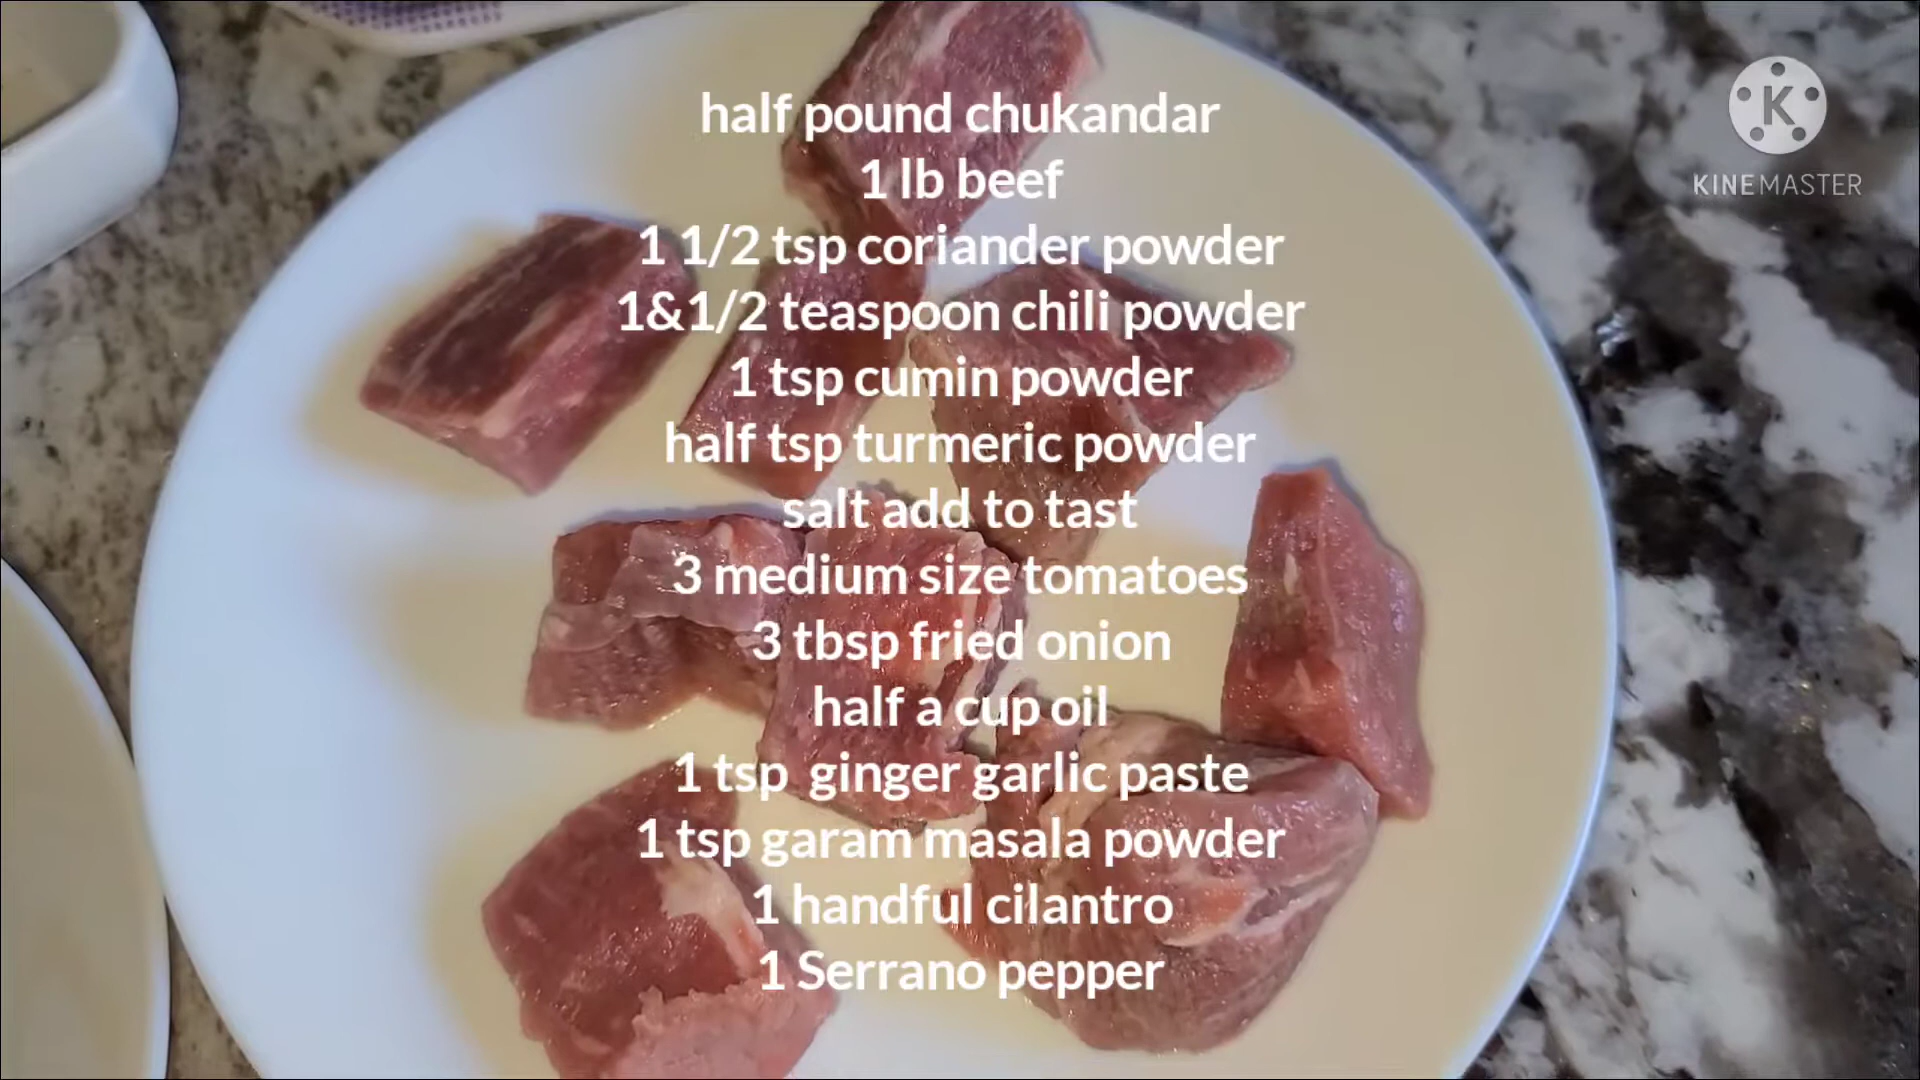 half pound chukandar
1 lb beef
1 1/2 tsp coriander powder
1&1/2 teaspoon chili powder
1 tsp cumin powder
half tsp turmeric powder
salt add to tast
3 medium size tomatoes
3 tbsp fried onion
half a cup oil
1 tsp  ginger garlic paste
1 tsp garam masala powder
1 handful cilantro
1 Serrano pepper
K
KINEMASTER